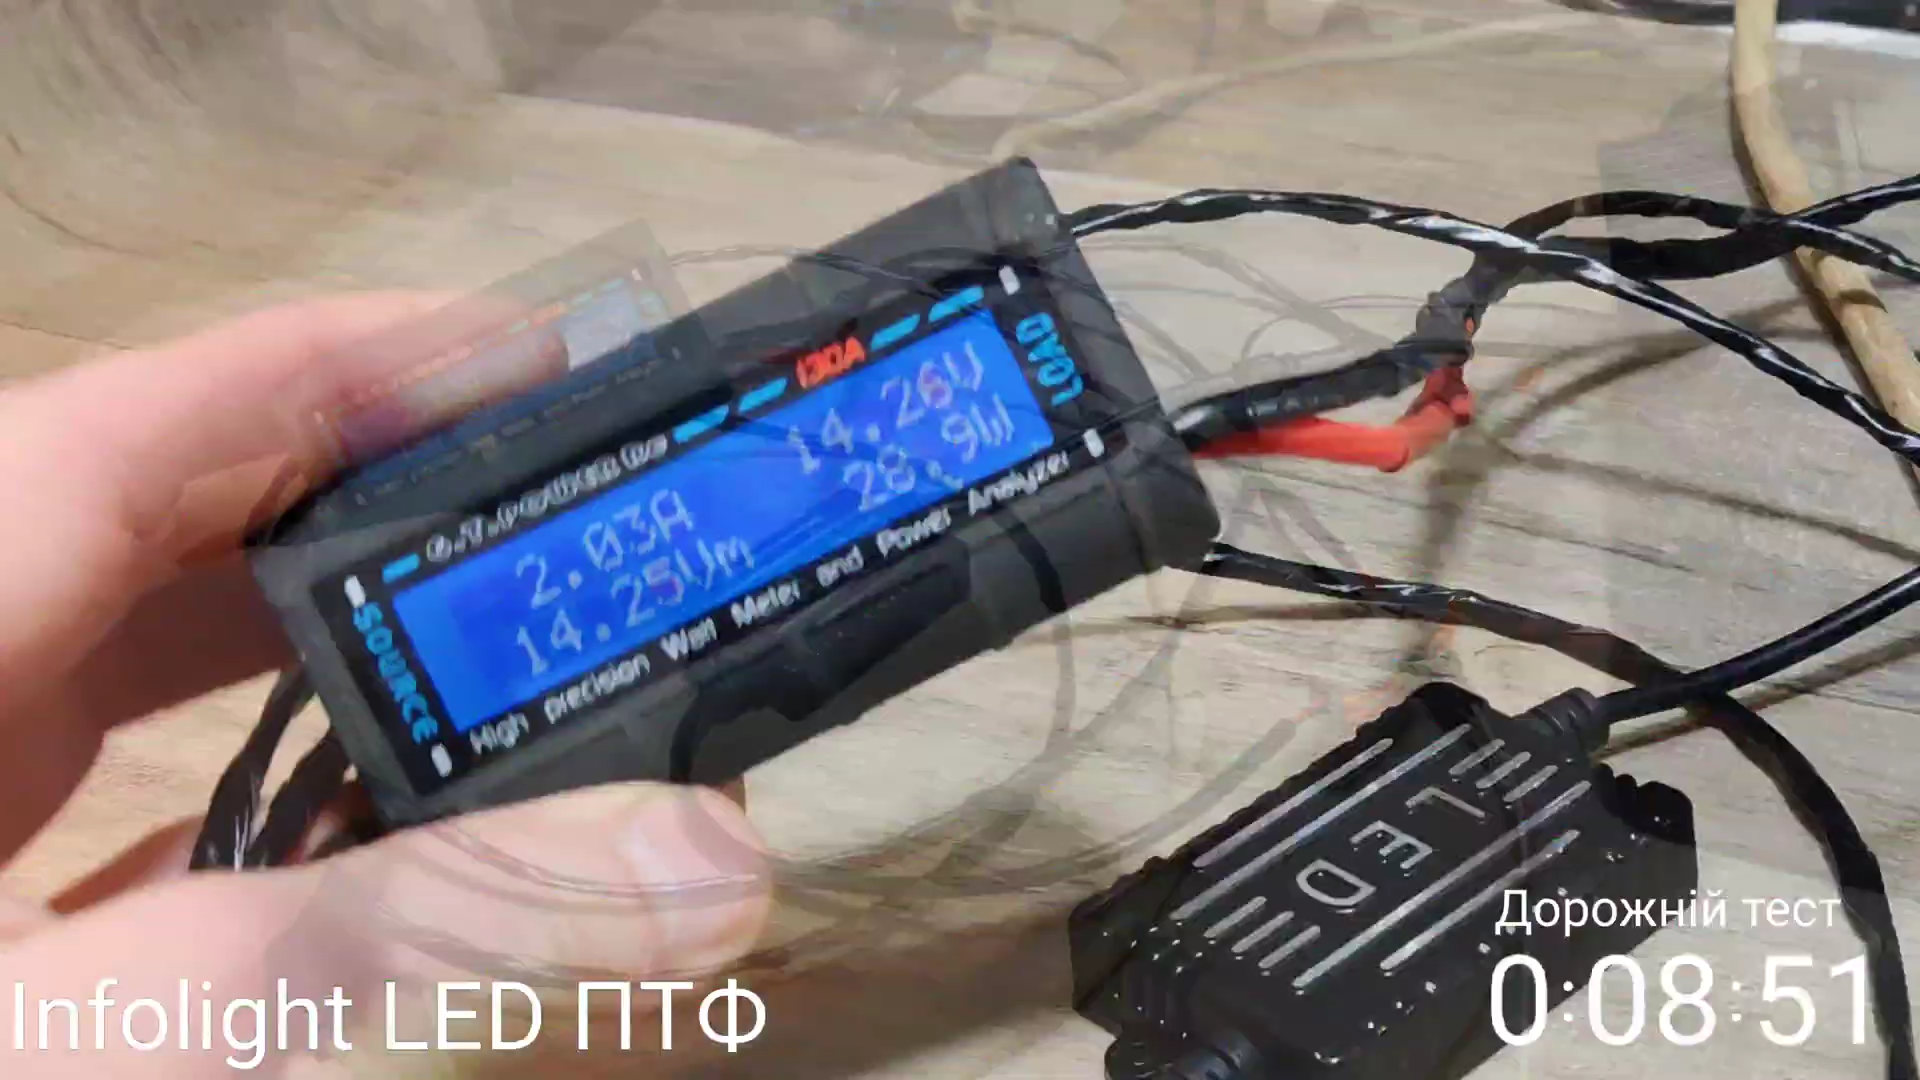 130A
LOAD
14.26V
28.9W
2.03A
14.25Vm
SOURCE
High precision Watt Meter and Power Analyzer
LED
Дорожній тест
0:08:51
Infolight LED ПТФ